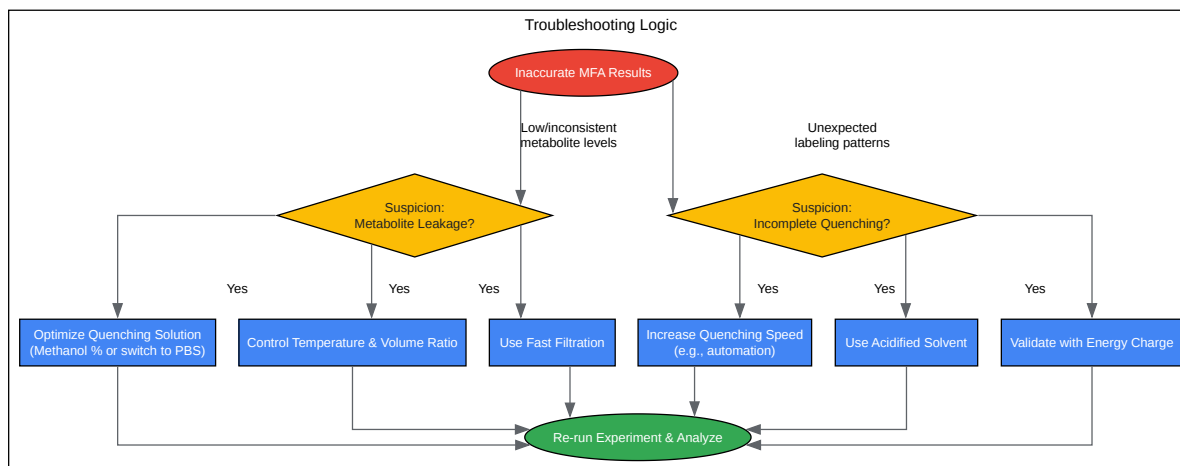 Troubleshooting Logic
Inaccurate MFA Results
Low/inconsistent
metabolite levels
Unexpected
labeling patterns
Suspicion:
Metabolite Leakage?
Suspicion:
Incomplete Quenching?
Yes
Yes
Yes
Yes
Yes
Yes
Optimize Quenching Solution
(Methanol % or switch to PBS)
Control Temperature & Volume Ratio
Use Fast Filtration
Increase Quenching Speed
(e.g., automation)
Use Acidified Solvent
Validate with Energy Charge
Re-run Experiment & Analyze